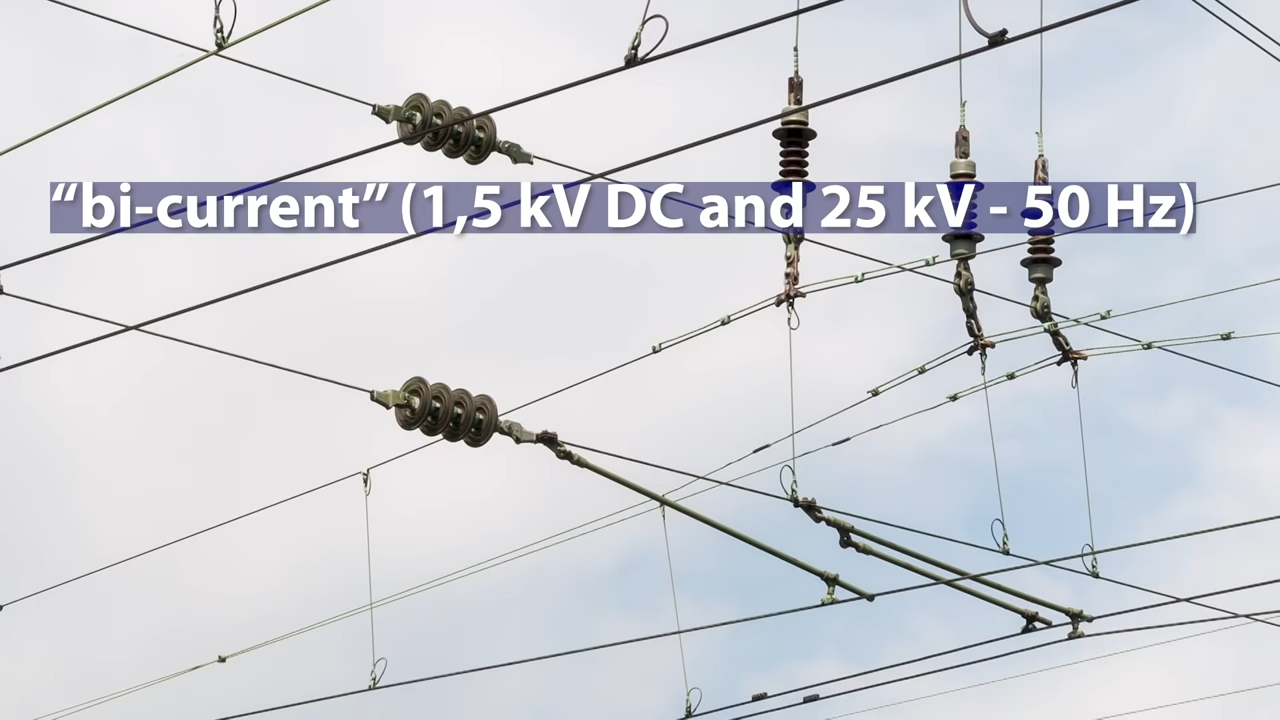 “bi-current” (1,5 kV DC and 25 kV - 50 Hz)